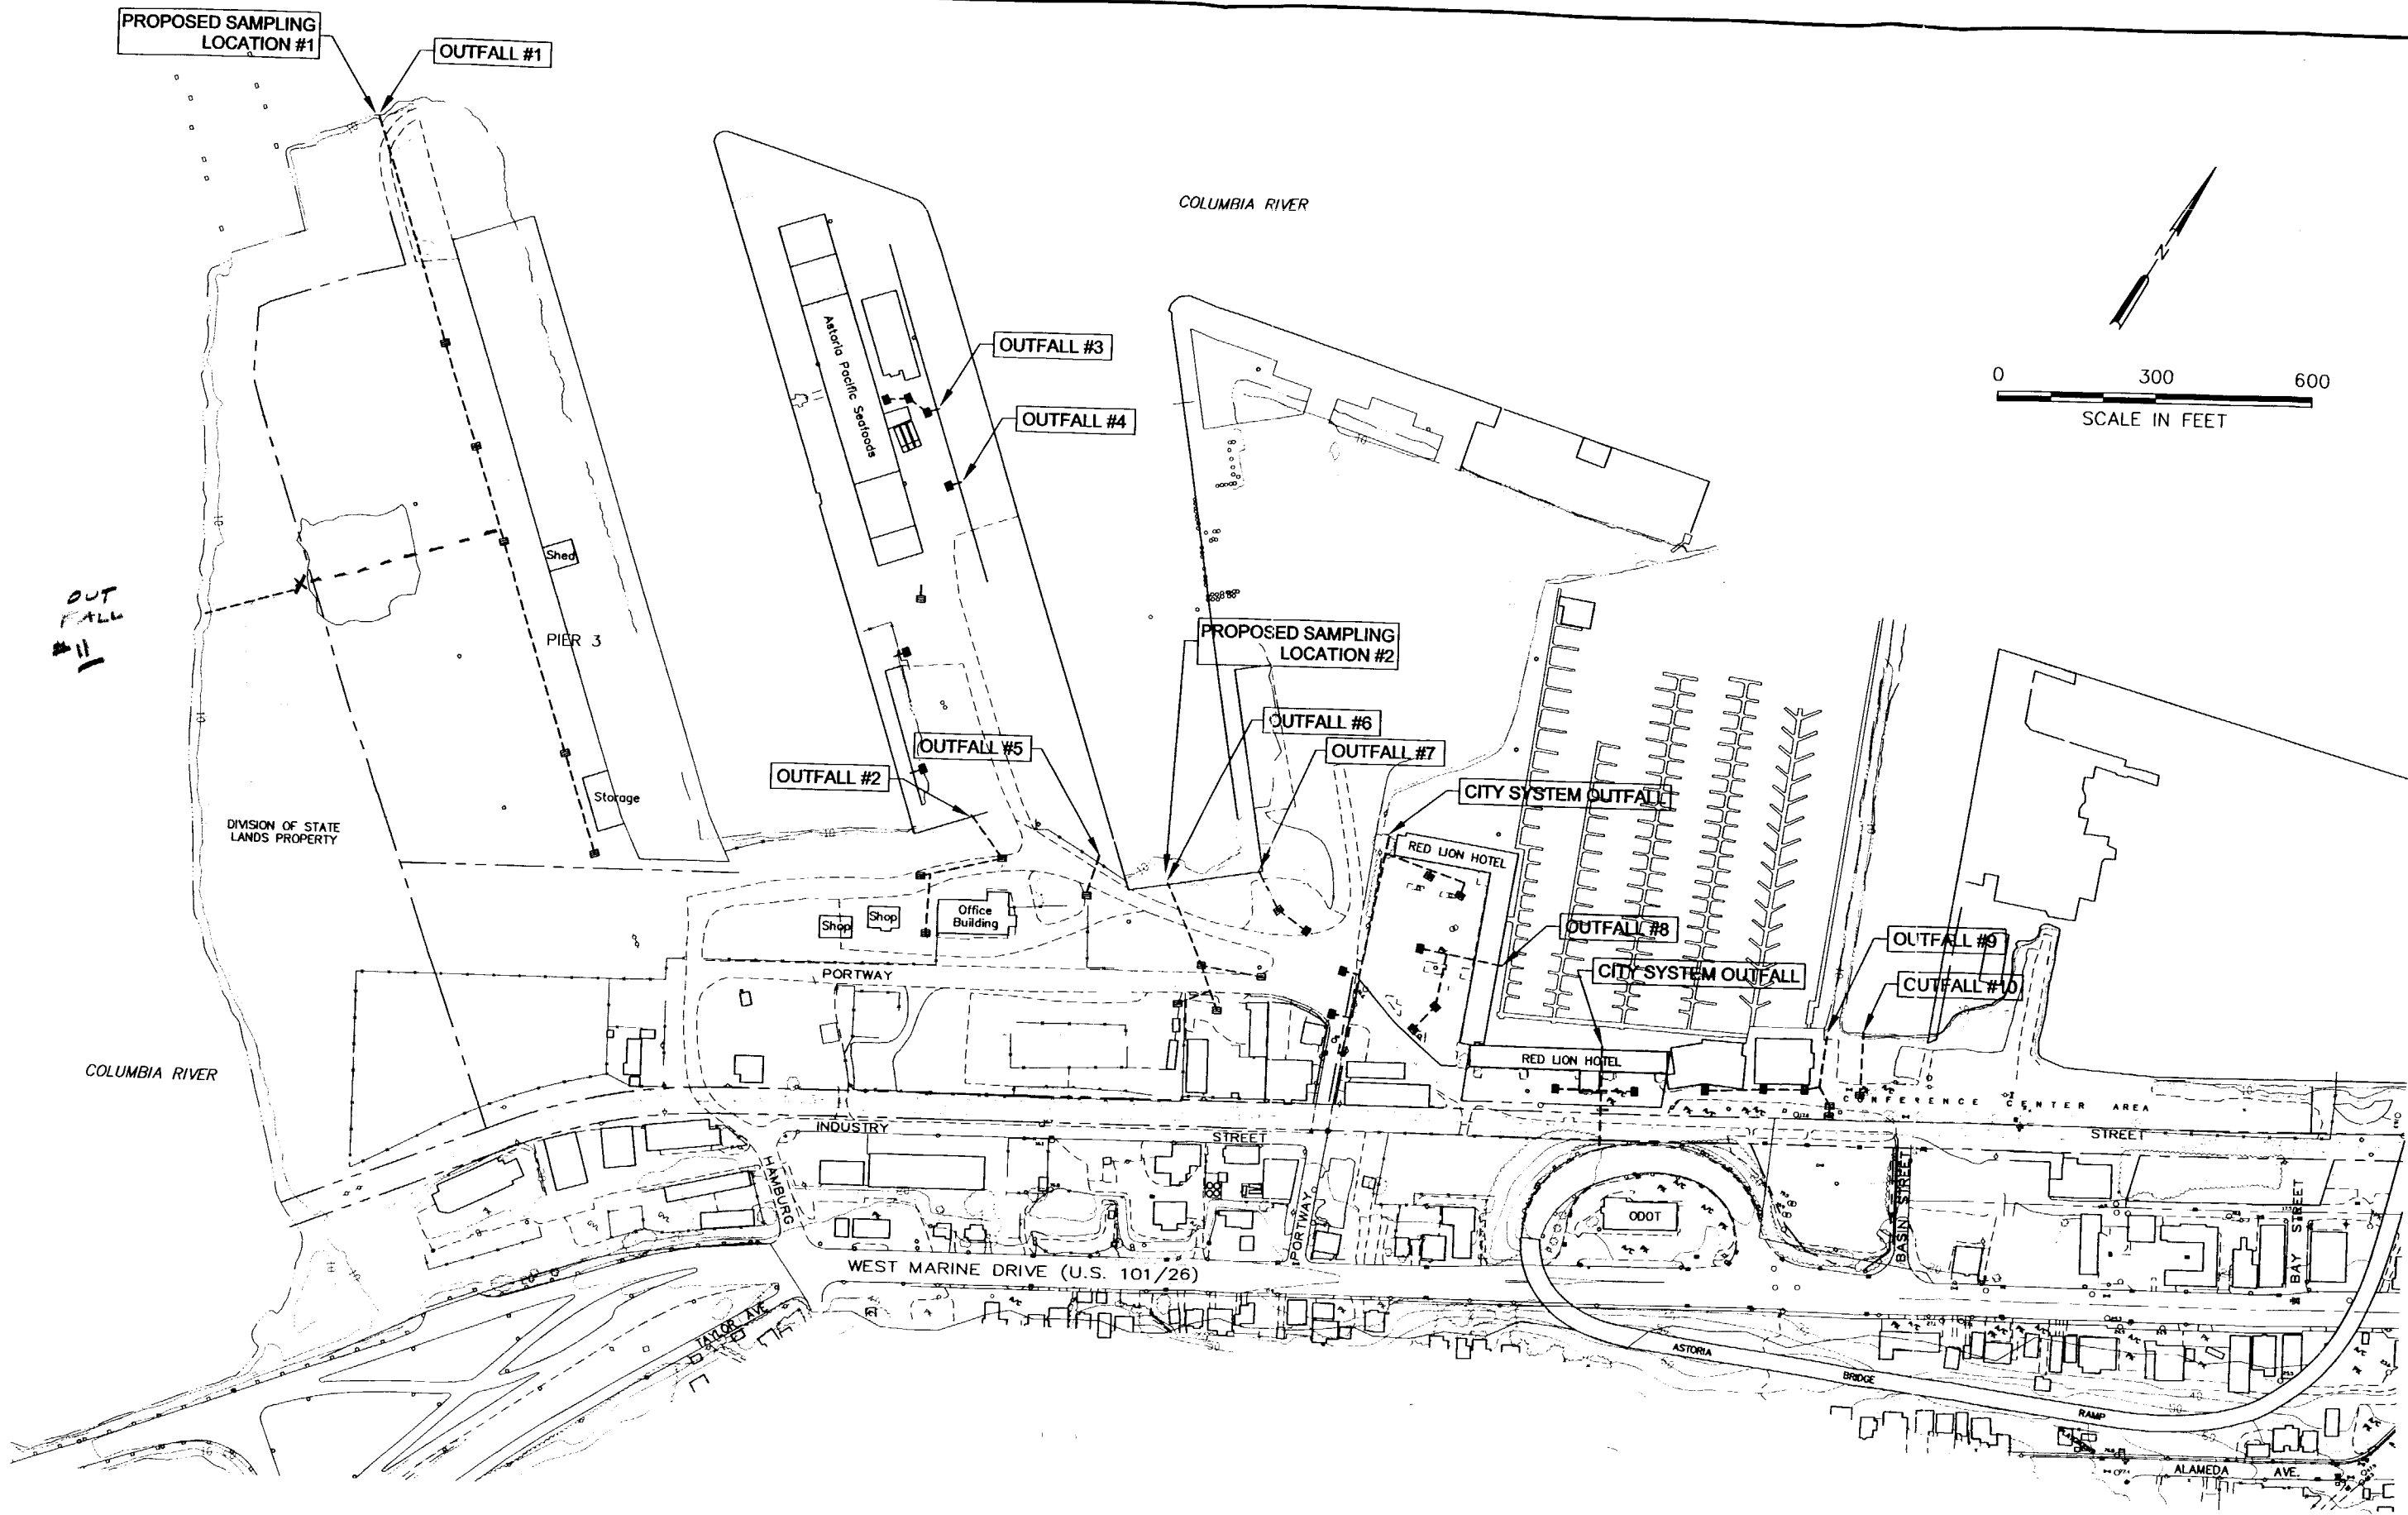 PROPOSED SAMPLING
LOCATION #1
OUTFALL #1
COLUMBIA RIVER
N
0 300 600
SCALE IN FEET
OUTFALL #3
OUTFALL #4
Astoria Pacific Seafoods
Shed
OUT
FALL
#11
PIER 3
PROPOSED SAMPLING
LOCATION #2
OUTFALL #6
OUTFALL #5
OUTFALL #7
OUTFALL #2
CITY SYSTEM OUTFALL
Storage
DIVISION OF STATE
LANDS PROPERTY
RED LION HOTEL
Shop
Shop
Office
Building
OUTFALL #8
OUTFALL #9
PORTWAY
CITY SYSTEM OUTFALL
CUTFALL #10
COLUMBIA RIVER
RED LION HOTEL
CONFERENCE CENTER AREA
INDUSTRY
STREET
STREET
HAMBURG
PORTWAY
ODOT
BASIN STREET
BAY STREET
WEST MARINE DRIVE (U.S. 101/26)
TAYLOR AVE
ASTORIA
BRIDGE
RAMP
ALAMEDA AVE.